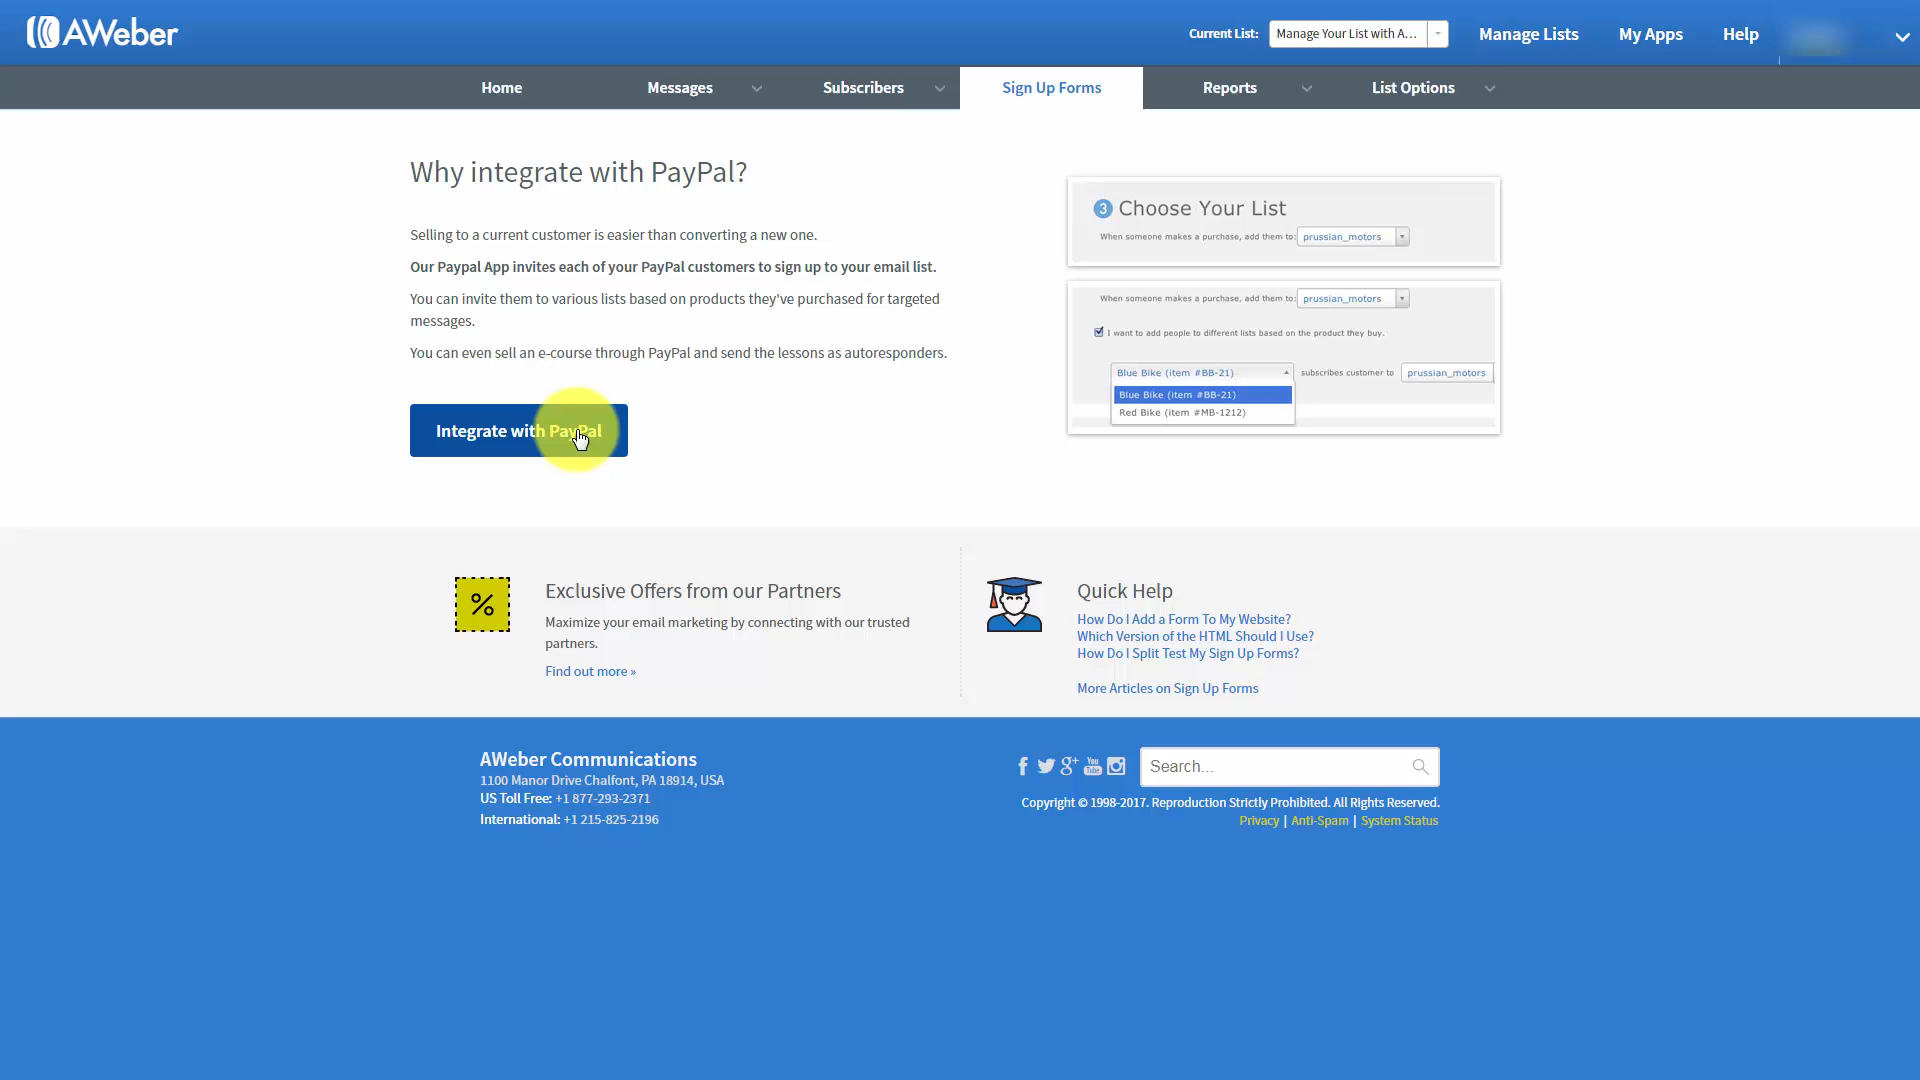 AWeber
Current List:
Manage Your List with A...
Manage Lists
My Apps
Help
Home
Messages
Subscribers
Sign Up Forms
Reports
List Options
Why integrate with PayPal?
Selling to a current customer is easier than converting a new one.
Our Paypal App invites each of your PayPal customers to sign up to your email list.
You can invite them to various lists based on products they've purchased for targeted
messages.
You can even sell an e-course through PayPal and send the lessons as autoresponders.
Integrate with PayPal
3 Choose Your List
When someone makes a purchase, add them to: prussian_motors
When someone makes a purchase, add them to: prussian_motors
I want to add people to different lists based on the product they buy.
Blue Bike (item #BB-21) subscribes customer to prussian_motors
Blue Bike (item #BB-21)
Red Bike (item #MB-1212)
%
Exclusive Offers from our Partners
Maximize your email marketing by connecting with our trusted
partners.
Find out more »
Quick Help
How Do I Add a Form To My Website?
Which Version of the HTML Should I Use?
How Do I Split Test My Sign Up Forms?
More Articles on Sign Up Forms
AWeber Communications
1100 Manor Drive Chalfont, PA 18914, USA
US Toll Free: +1 877-293-2371
International: +1 215-825-2196
f
g+
You Tube
Search...
Copyright © 1998-2017. Reproduction Strictly Prohibited. All Rights Reserved.
Privacy | Anti-Spam | System Status